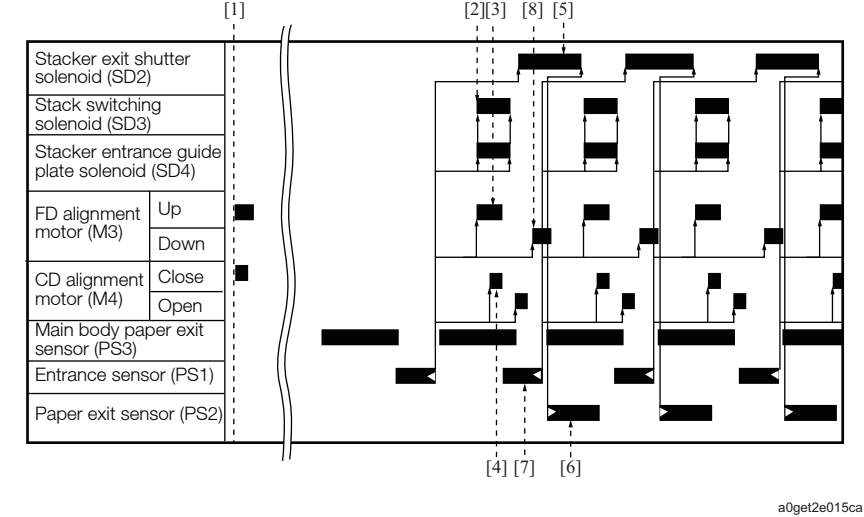 [1] [2] [3] [8] [5]
Stacker exit shutter
solenoid (SD2)
Stack switching
solenoid (SD3)
Stacker entrance guide
plate solenoid (SD4)
FD alignment
motor (M3)
Up
Down
CD alignment
motor (M4)
Close
Open
Main body paper exit
sensor (PS3)
Entrance sensor (PS1)
Paper exit sensor (PS2)
[4] [7] [6]
a0get2e015ca